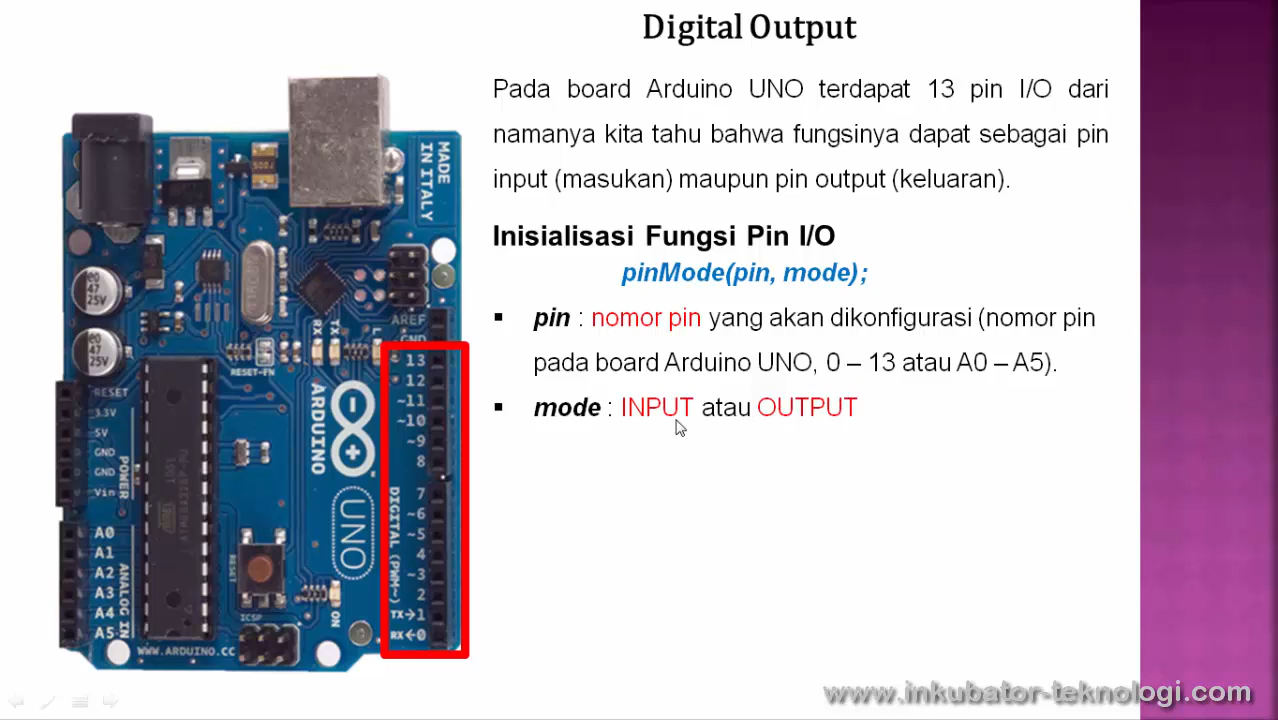 Digital Output
Pada board Arduino UNO terdapat 13 pin I/O dari
namanya kita tahu bahwa fungsinya dapat sebagai pin
input (masukan) maupun pin output (keluaran).
Inisialisasi Fungsi Pin I/O
pinMode(pin, mode);
▪ pin : nomor pin yang akan dikonfigurasi (nomor pin
pada board Arduino UNO, 0 – 13 atau A0 – A5).
▪ mode : INPUT atau OUTPUT
MADE
IN ITALY
47
25V
47
25V
RX
TX
L
RESET-EN
AREF
GND
13
12
~11
~10
~9
8
7
~6
~5
4
~3
2
TX→1
RX←0
DIGITAL (PWM~)
ARDUINO
UNO
RESET
3.3V
5V
GND
GND
Vin
POWER
A0
A1
A2
A3
A4
A5
ANALOG IN
RESET
ICSP
ON
WWW.ARDUINO.CC
www.inkubator-teknologi.com